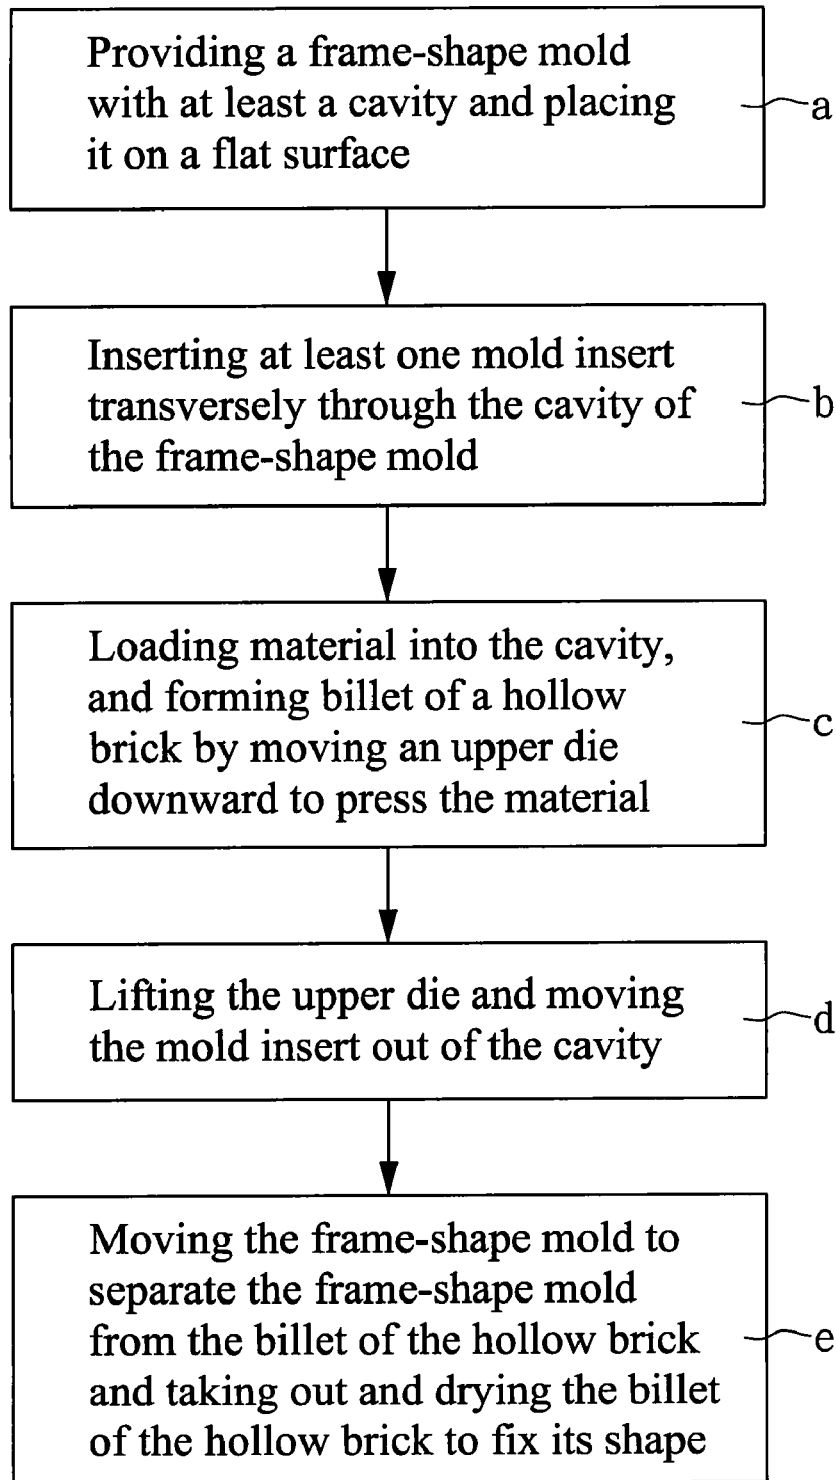 Providing a frame-shape mold
with at least a cavity and placing
it on a flat surface
a
Inserting at least one mold insert
transversely through the cavity of
the frame-shape mold
b
Loading material into the cavity,
and forming billet of a hollow
brick by moving an upper die
downward to press the material
c
Lifting the upper die and moving
the mold insert out of the cavity
d
Moving the frame-shape mold to
separate the frame-shape mold
from the billet of the hollow brick
and taking out and drying the billet
of the hollow brick to fix its shape
e